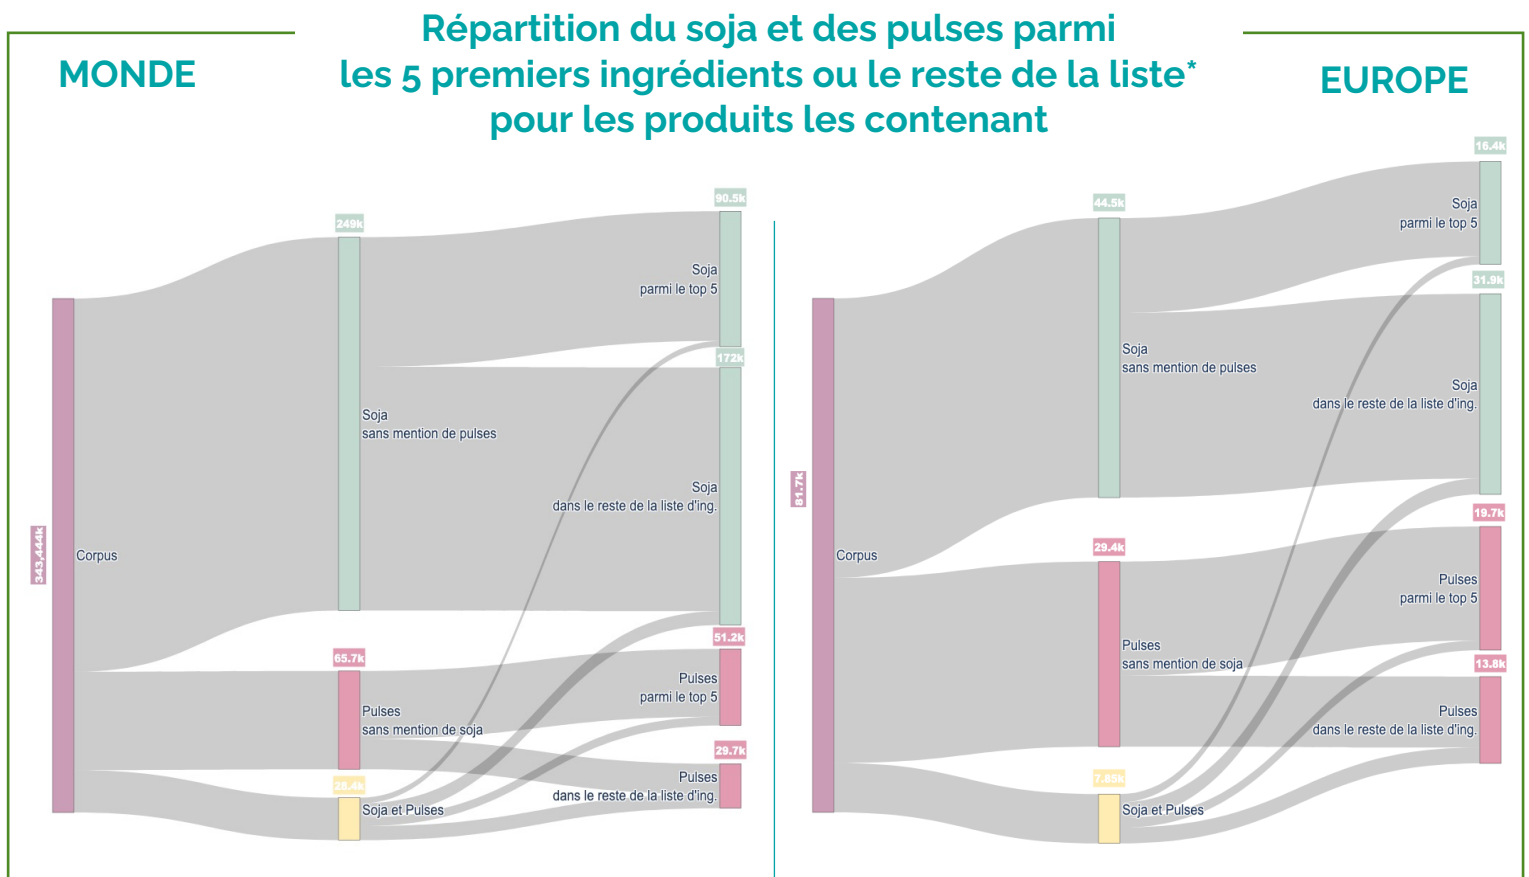 Répartition du soja et des pulses parmi
les 5 premiers ingrédients ou le reste de la liste*
pour les produits les contenant
MONDE
343,444k
Corpus
249k
Soja
sans mention de pulses
65.7k
Pulses
sans mention de soja
28.4k
Soja et Pulses
90.5k
Soja
parmi le top 5
172k
Soja
dans le reste de la liste d'ing.
51.2k
Pulses
parmi le top 5
29.7k
Pulses
dans le reste de la liste d'ing.
EUROPE
81.7k
Corpus
44.5k
Soja
sans mention de pulses
29.4k
Pulses
sans mention de soja
7.85k
Soja et Pulses
16.4k
Soja
parmi le top 5
31.9k
Soja
dans le reste de la liste d'ing.
19.7k
Pulses
parmi le top 5
13.8k
Pulses
dans le reste de la liste d'ing.